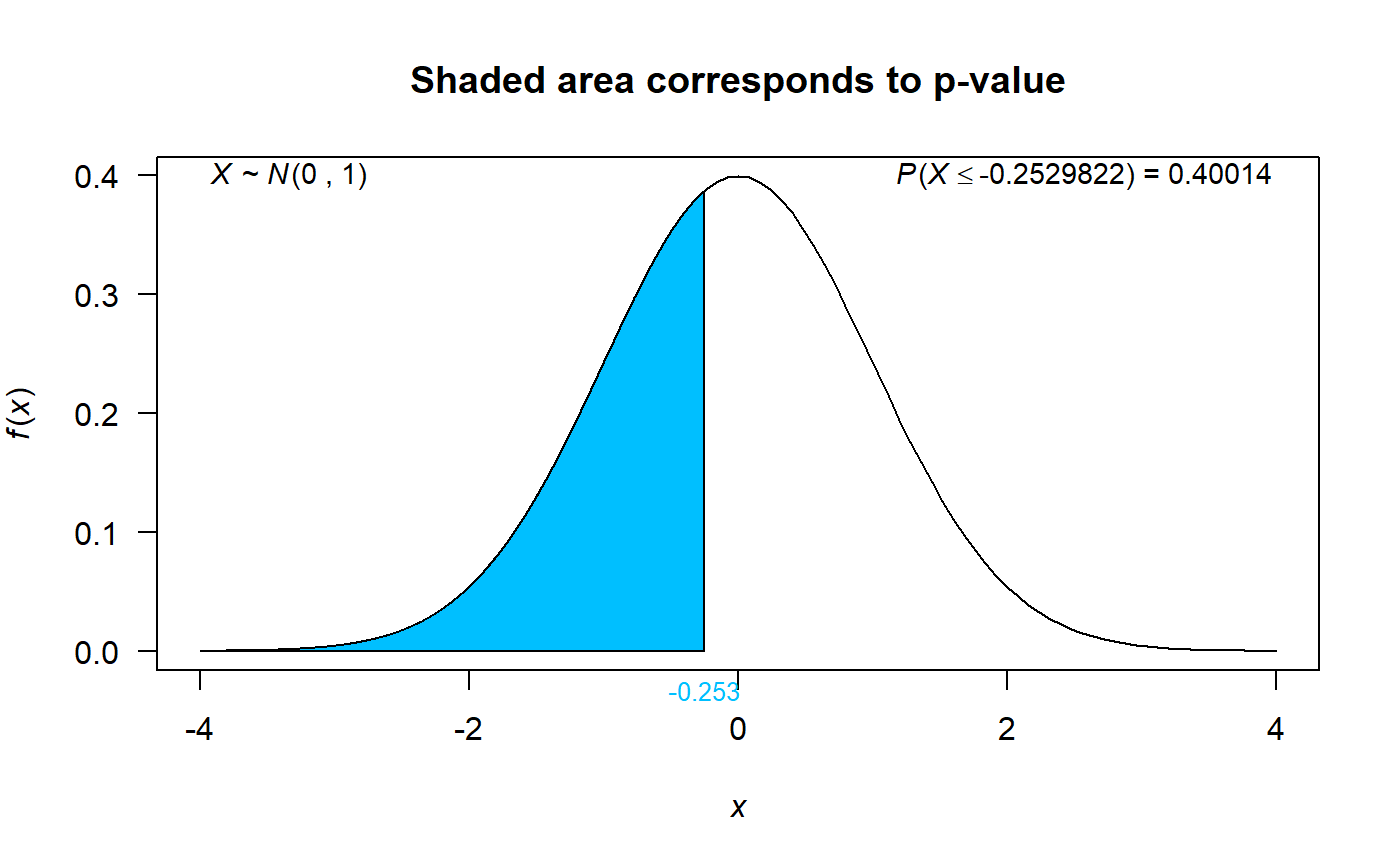 Shaded area corresponds to p-value
X ~ N(0 , 1)
P(X ≤ -0.2529822) = 0.40014
0.4
0.3
0.2
0.1
0.0
f(x)
-0.253
-4 -2 0 2 4
x